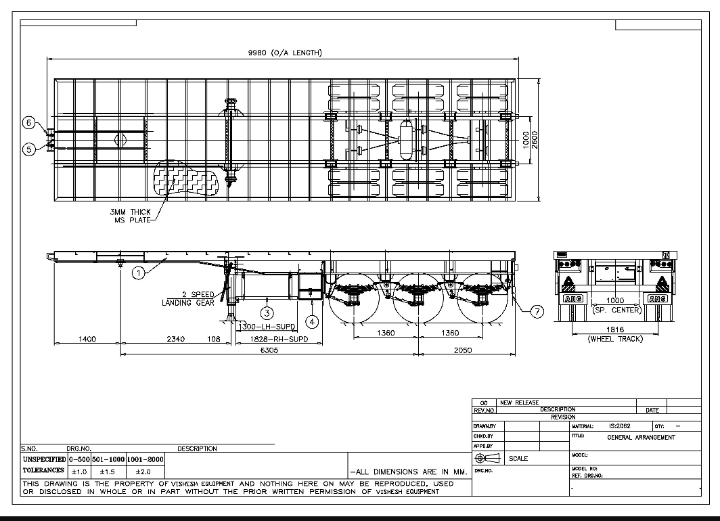 9980 (O/A LENGTH)
6
5
1000
2600
3MM THICK
MS PLATE
1
2 SPEED
LANDING GEAR
3
4
7
1300-LH-SUPD
1400
2340
108
1828-RH-SUPD
1360
1360
6305
2050
1000
(SP. CENTER)
1816
(WHEEL TRACK)
00 NEW RELEASE
REV.NO. DESCRIPTION DATE
REVISION
DRAWN.BY MATERIAL: IS:2062 QTY: -
CHKD.BY TITLE: GENERAL ARRANGEMENT
APPD.BY
SCALE MODEL:
DRG.NO. MODEL NO:
REF. DRG.NO:
S.NO. DRG.NO. DESCRIPTION
UNSPECIFIED 0-500 501-1000 1001-2000
TOLERANCES ±1.0 ±1.5 ±2.0
-ALL DIMENSIONS ARE IN MM.
THIS DRAWING IS THE PROPERTY OF VISHESH EQUIPMENT AND NOTHING HERE ON MAY BE REPRODUCED, USED
OR DISCLOSED IN WHOLE OR IN PART WITHOUT THE PRIOR WRITTEN PERMISSION OF VISHESH EQUIPMENT